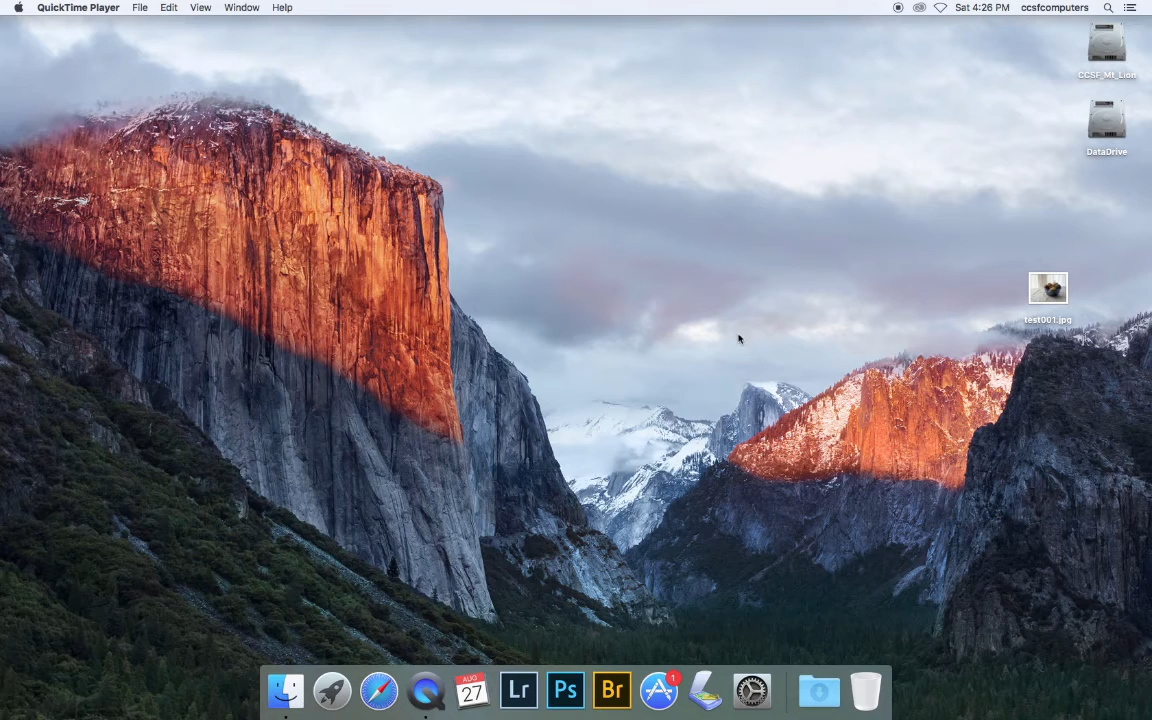 QuickTime Player File Edit View Window Help Sat 4:26 PM ccsfcomputers
CCSF_Mt_Lion
DataDrive
test001.jpg
AUG
27
Lr
Ps
Br
1